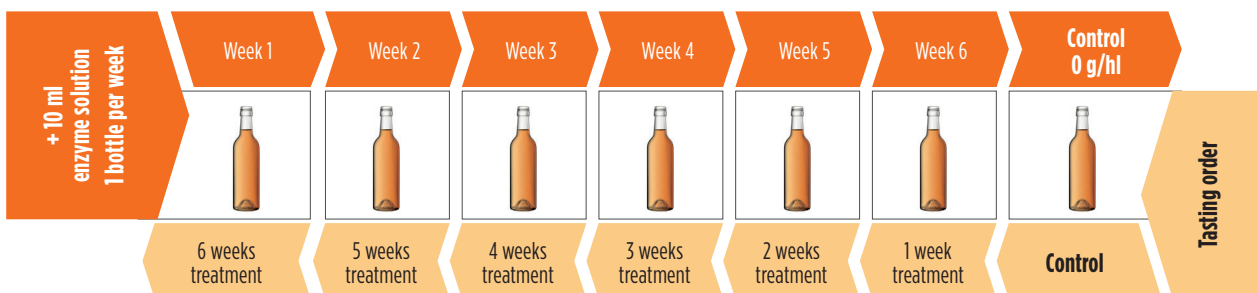 + 10 ml
enzyme solution
1 bottle per week
Week 1
Week 2
Week 3
Week 4
Week 5
Week 6
Control
0 g/hl
6 weeks
treatment
5 weeks
treatment
4 weeks
treatment
3 weeks
treatment
2 weeks
treatment
1 week
treatment
Control
Tasting order